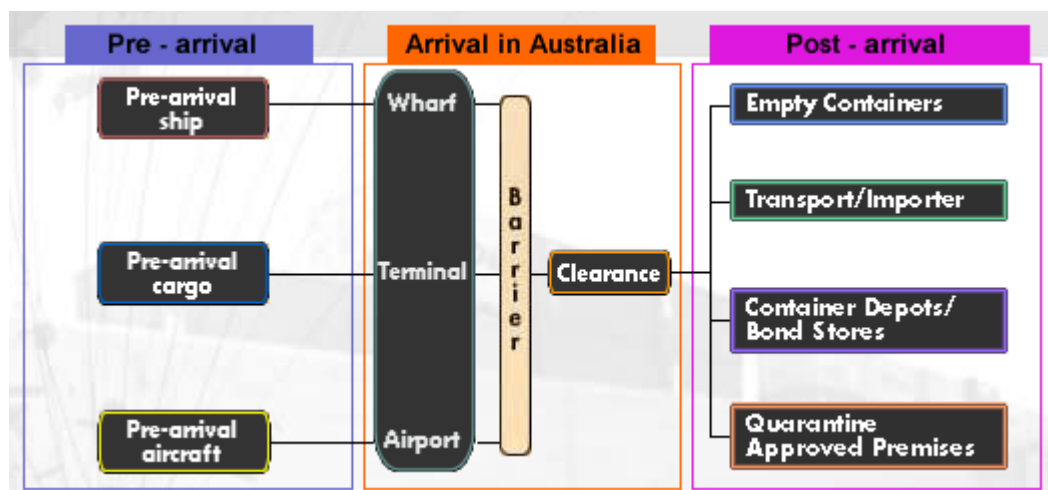 Pre - arrival
Arrival in Australia
Post - arrival
Pre-arrival
ship
Pre-arrival
cargo
Pre-arrival
aircraft
Wharf
Terminal
Airport
Barrier
Clearance
Empty Containers
Transport/Importer
Container Depots/
Bond Stores
Quarantine
Approved Premises